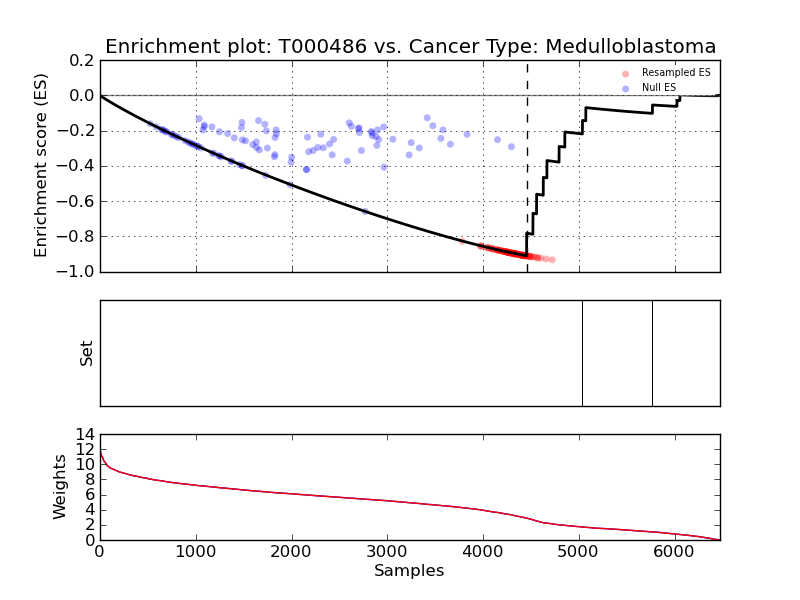 Enrichment plot: T000486 vs. Cancer Type: Medulloblastoma
0.2
0.0
−0.2
−0.4
−0.6
−0.8
−1.0
Enrichment score (ES)
Resampled ES
Null ES
Set
14
12
10
8
6
4
2
0
Weights
0 1000 2000 3000 4000 5000 6000
Samples